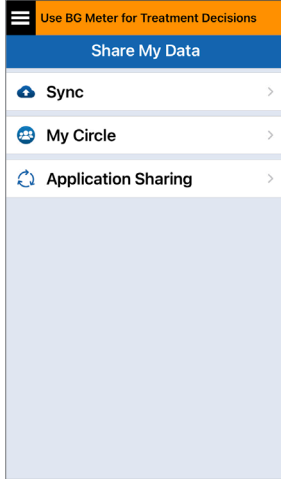 Use BG Meter for Treatment Decisions
Share My Data
Sync
My Circle
Application Sharing